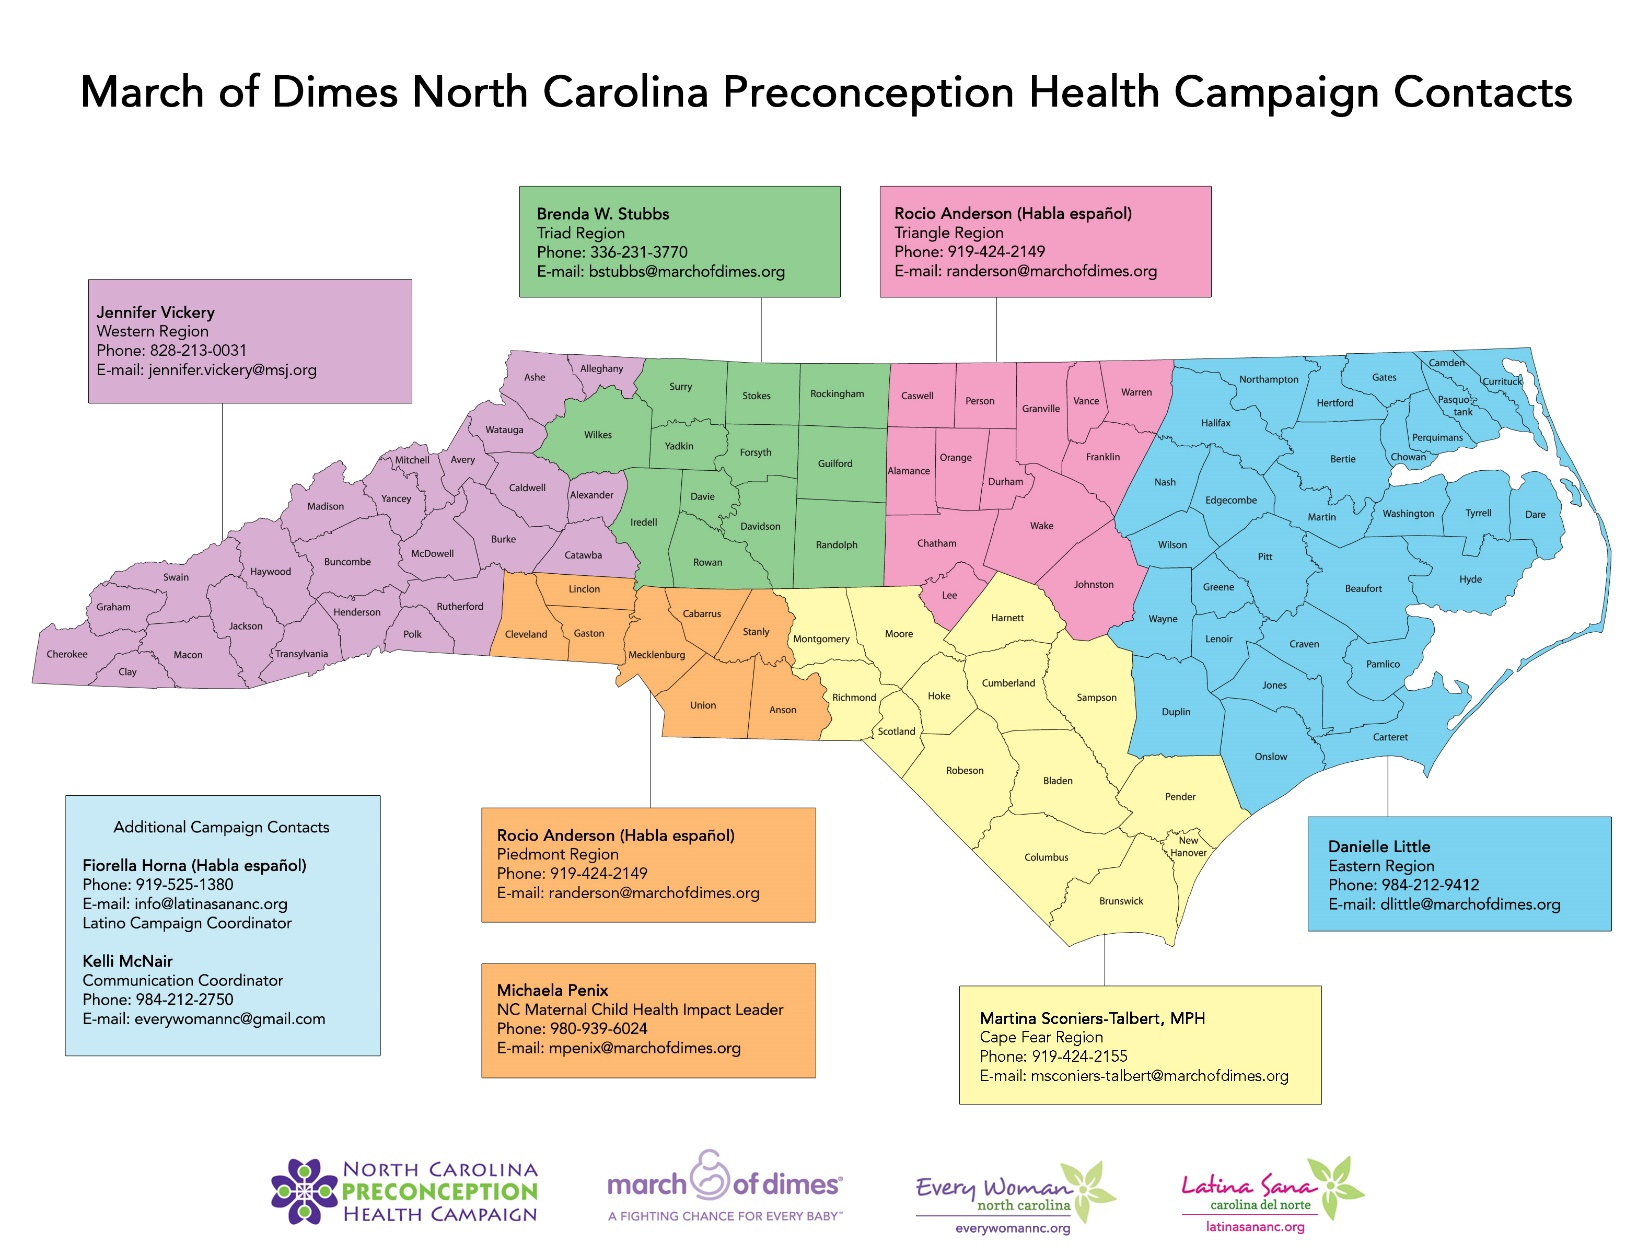 March of Dimes North Carolina Preconception Health Campaign Contacts
Brenda W. Stubbs
Triad Region
Phone: 336-231-3770
E-mail: bstubbs@marchofdimes.org
Rocio Anderson (Habla español)
Triangle Region
Phone: 919-424-2149
E-mail: randerson@marchofdimes.org
Jennifer Vickery
Western Region
Phone: 828-213-0031
E-mail: jennifer.vickery@msj.org
Ashe
Alleghany
Surry
Stokes
Rockingham
Caswell
Person
Granville
Vance
Warren
Northampton
Gates
Camden
Currituck
Pasquo-
tank
Hertford
Halifax
Perquimans
Chowan
Bertie
Watauga
Wilkes
Yadkin
Forsyth
Guilford
Alamance
Orange
Durham
Franklin
Nash
Edgecombe
Martin
Washington
Tyrrell
Dare
Mitchell
Avery
Caldwell
Alexander
Iredell
Davie
Davidson
Randolph
Chatham
Wake
Wilson
Pitt
Madison
Yancey
Burke
Catawba
Rowan
McDowell
Buncombe
Haywood
Swain
Graham
Cherokee
Clay
Macon
Jackson
Transylvania
Henderson
Polk
Rutherford
Cleveland
Linclon
Gaston
Mecklenburg
Cabarrus
Stanly
Union
Anson
Montgomery
Moore
Lee
Harnett
Johnston
Wayne
Greene
Lenoir
Beaufort
Hyde
Craven
Pamlico
Jones
Carteret
Onslow
Duplin
Sampson
Cumberland
Hoke
Richmond
Scotland
Robeson
Bladen
Pender
New
Hanover
Columbus
Brunswick
Additional Campaign Contacts
Fiorella Horna (Habla español)
Phone: 919-525-1380
E-mail: info@latinasananc.org
Latino Campaign Coordinator
Kelli McNair
Communication Coordinator
Phone: 984-212-2750
E-mail: everywomannc@gmail.com
Rocio Anderson (Habla español)
Piedmont Region
Phone: 919-424-2149
E-mail: randerson@marchofdimes.org
Michaela Penix
NC Maternal Child Health Impact Leader
Phone: 980-939-6024
E-mail: mpenix@marchofdimes.org
Danielle Little
Eastern Region
Phone: 984-212-9412
E-mail: dlittle@marchofdimes.org
Martina Sconiers-Talbert, MPH
Cape Fear Region
Phone: 919-424-2155
E-mail: msconiers-talbert@marchofdimes.org
NORTH CAROLINA
PRECONCEPTION
HEALTH CAMPAIGN
march of dimes®
A FIGHTING CHANCE FOR EVERY BABY™
Every Woman
north carolina
everywomannc.org
Latina Sana
carolina del norte
latinasananc.org